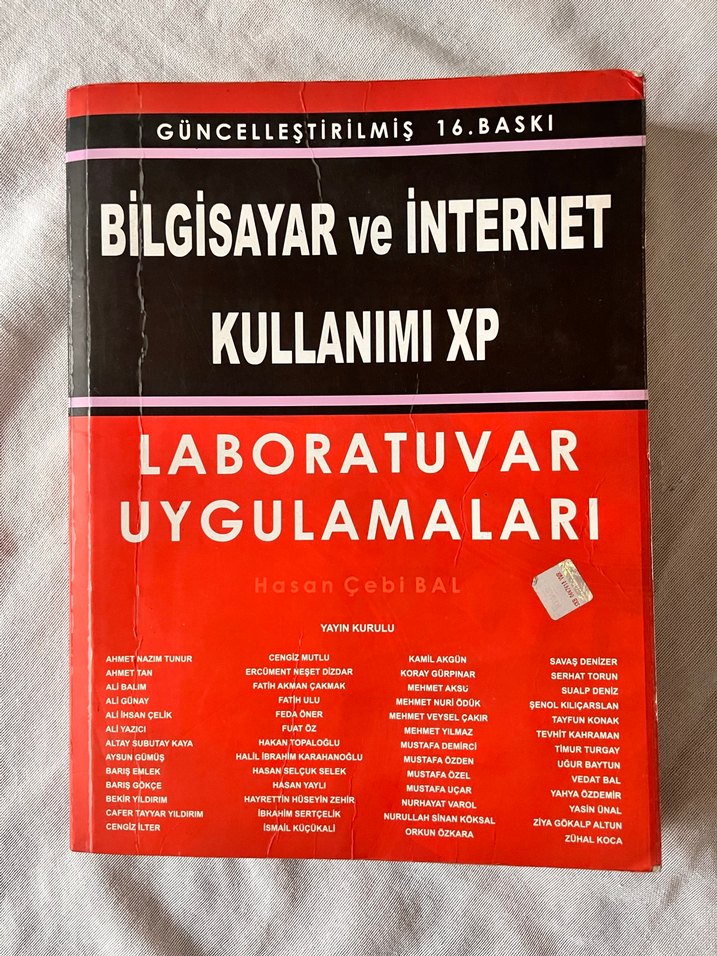 GÜNCELLEŞTİRİLMİŞ 16.BASKI
BİLGİSAYAR ve İNTERNET
KULLANIMI XP
LABORATUVAR
UYGULAMALARI
Hasan Çebi BAL
YAYIN KURULU
AHMET NAZIM TUNUR
AHMET TAN
ALİ BALIM
ALİ GÜNAY
ALİ İHSAN ÇELİK
ALİ YAZICI
ALTAY SUBUTAY KAYA
AYSUN GÜMÜŞ
BARIŞ EMLEK
BARIŞ GÖKÇE
BEKİR YILDIRIM
CAFER TAYYAR YILDIRIM
CENGİZ İLTER
CENGİZ MUTLU
ERCÜMENT NEŞET DİZDAR
FATİH AKMAN ÇAKMAK
FATİH ULU
FEDA ÖNER
FUAT ÖZ
HAKAN TOPALOĞLU
HALİL İBRAHİM KARAHANOĞLU
HASAN SELÇUK SELEK
HASAN YAYLI
HAYRETTİN HÜSEYİN ZEHİR
İBRAHİM SERTÇELİK
İSMAİL KÜÇÜKALİ
KAMİL AKGÜN
KORAY GÜRPINAR
MEHMET AKSU
MEHMET NURİ ÖDÜK
MEHMET VEYSEL ÇAKIR
MEHMET YILMAZ
MUSTAFA DEMİRCİ
MUSTAFA ÖZDEN
MUSTAFA ÖZEL
MUSTAFA UÇAR
NURHAYAT VAROL
NURULLAH SİNAN KÖKSAL
ORKUN ÖZKARA
SAVAŞ DENİZER
SERHAT TORUN
SUALP DENİZ
ŞENOL KILIÇARSLAN
TAYFUN KONAK
TEVHİT KAHRAMAN
TİMUR TURGAY
UĞUR BAYTUN
VEDAT BAL
YAHYA ÖZDEMİR
YASİN ÜNAL
ZİYA GÖKALP ALTUN
ZÜHAL KOCA